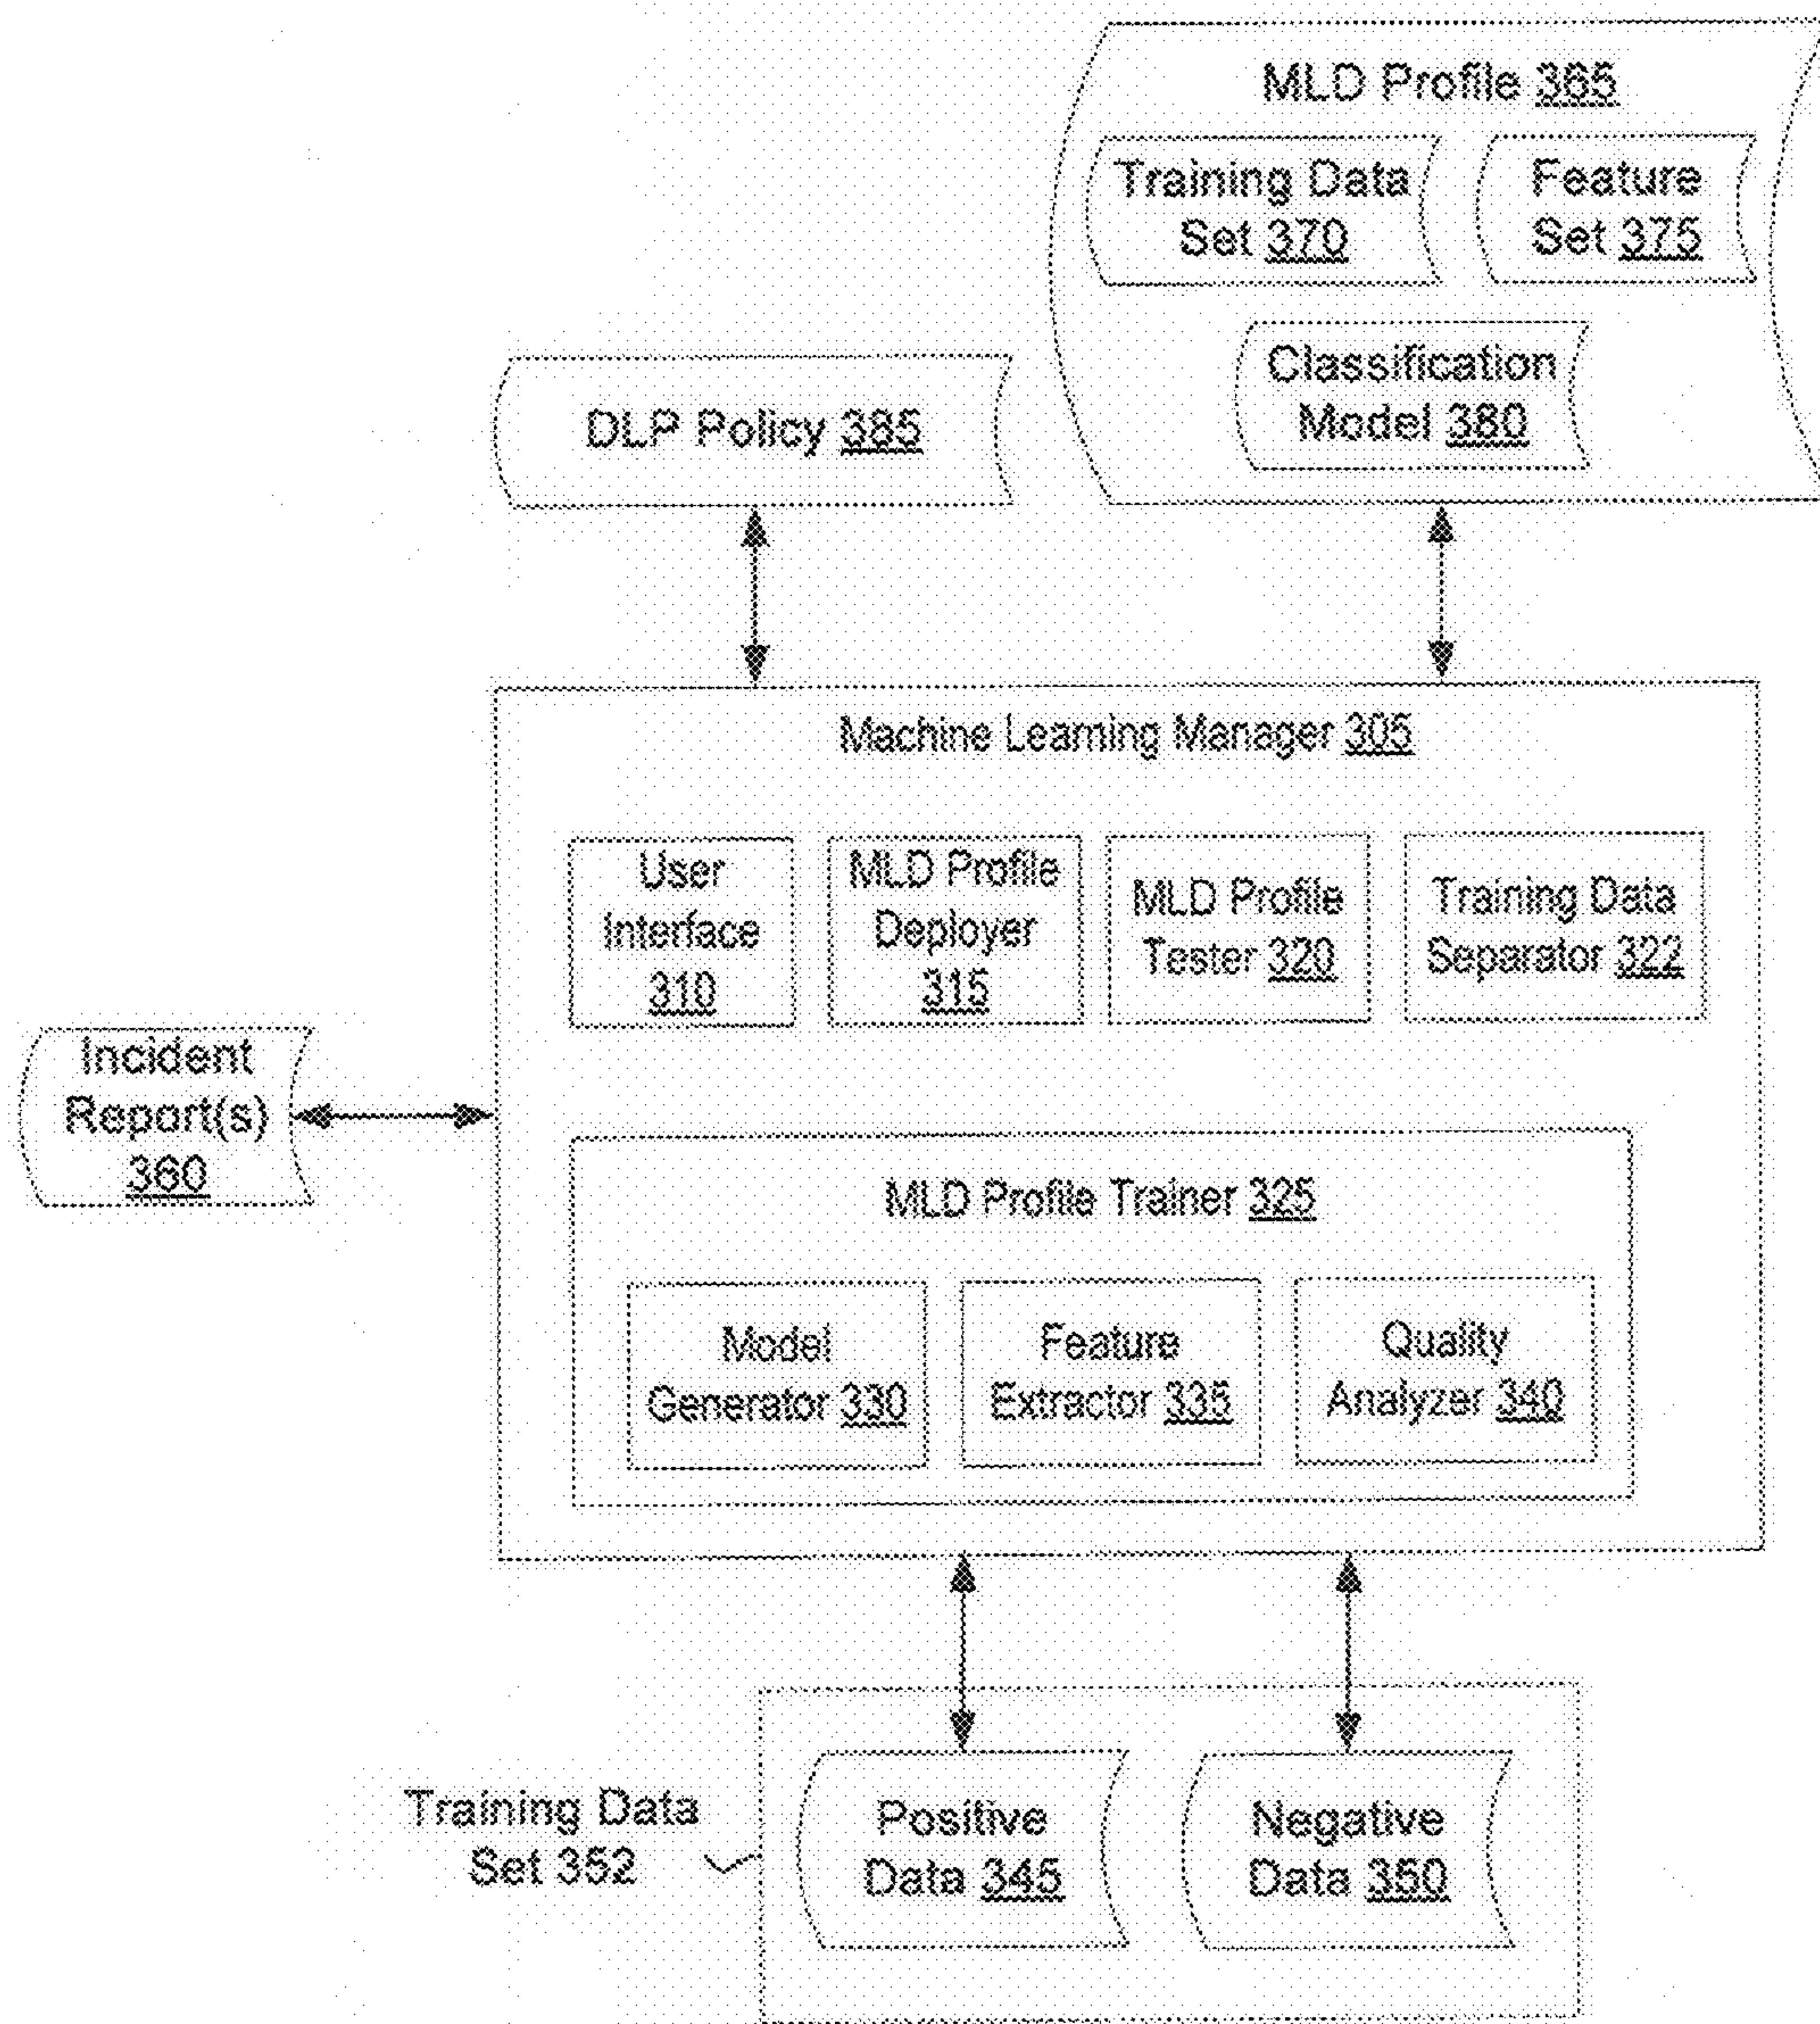 MLD Profile 365
Training Data
Set 370
Feature
Set 375
Classification
Model 380
DLP Policy 385
Machine Learning Manager 305
User
Interface
310
MLD Profile
Deployer
315
MLD Profile
Tester 320
Training Data
Separator 322
Incident
Report(s)
360
MLD Profile Trainer 325
Model
Generator 330
Feature
Extractor 335
Quality
Analyzer 340
Training Data
Set 352
Positive
Data 345
Negative
Data 350